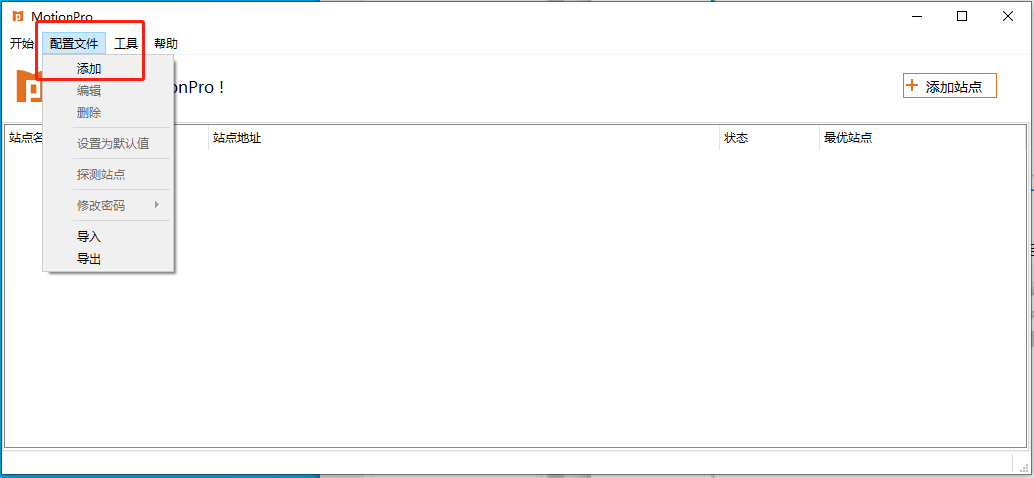 MotionPro
开始 配置文件 工具 帮助
添加
编辑
删除
设置为默认值
探测站点
修改密码
导入
导出
onPro！
添加站点
站点名 站点地址 状态 最优站点